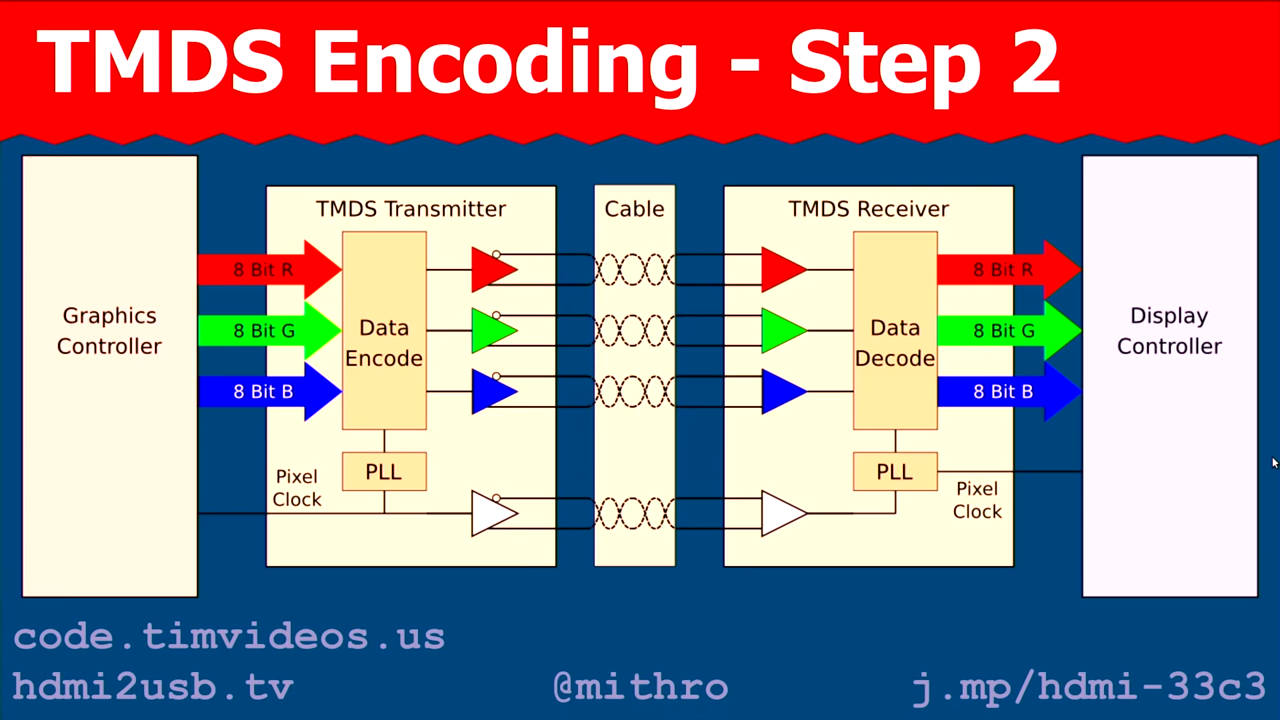 TMDS Encoding - Step 2
TMDS Transmitter
Cable
TMDS Receiver
8 Bit R
8 Bit R
Graphics
Controller
8 Bit G
Data
Encode
Data
Decode
8 Bit G
Display
Controller
8 Bit B
8 Bit B
Pixel
Clock
PLL
PLL
Pixel
Clock
code.timvideos.us
hdmi2usb.tv
@mithro
j.mp/hdmi-33c3